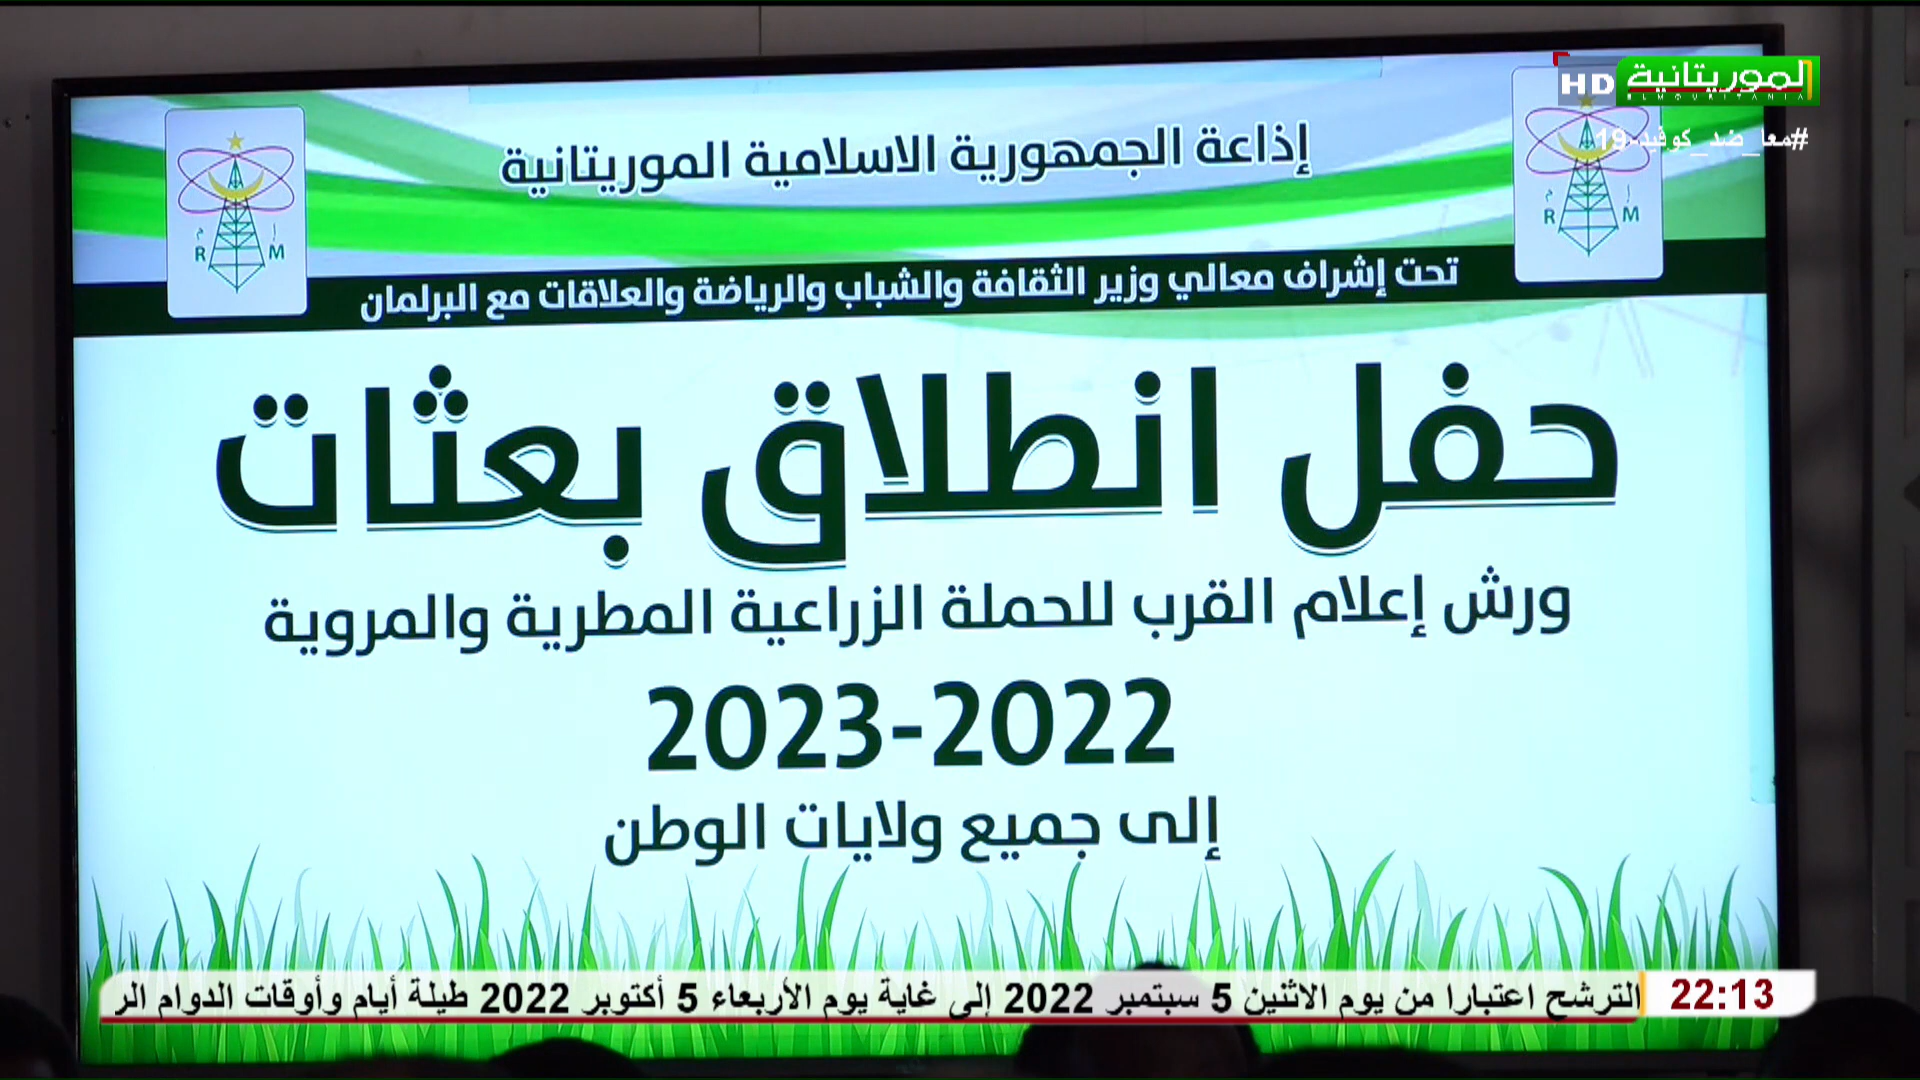 HD الموريتانية
ELMOURITANIA
#معا_ضد_كوفيد-19
إذاعة الجمهورية الاسلامية الموريتانية
إ م
R M
إ م
R M
تحت إشراف معالي وزير الثقافة والشباب والرياضة والعلاقات مع البرلمان
حفل انطلاق بعثات
ورش إعلام القرب للحملة الزراعية المطرية والمروية
2023-2022
إلى جميع ولايات الوطن
الترشح اعتبارا من يوم الاثنين 5 سبتمبر 2022 إلى غاية يوم الأربعاء 5 أكتوبر 2022 طيلة أيام وأوقات الدوام الر
22:13